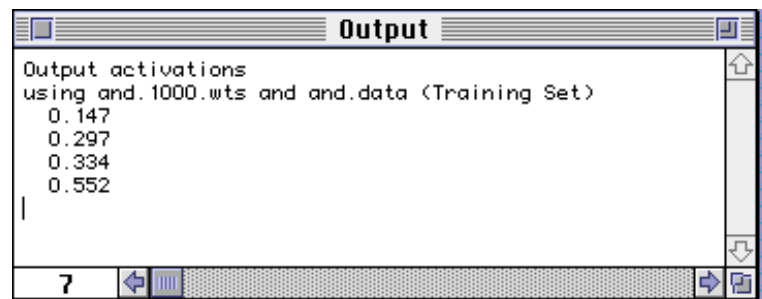 Output
Output activations
using and.1000.wts and and.data (Training Set)
0.147
0.297
0.334
0.552
7